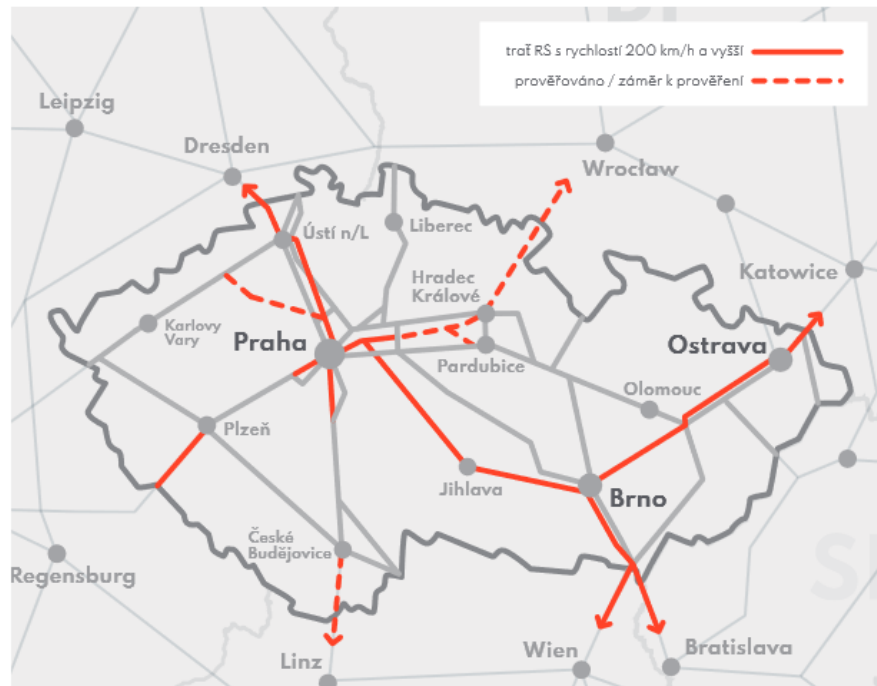 trať RS s rychlostí 200 km/h a vyšší
prověřováno / záměr k prověření
Leipzig
Dresden
Wrocław
Ústí n/L
Liberec
Hradec
Králové
Katowice
Karlovy
Vary
Praha
Pardubice
Ostrava
Olomouc
Plzeň
Jihlava
Brno
České
Budějovice
Regensburg
Linz
Wien
Bratislava